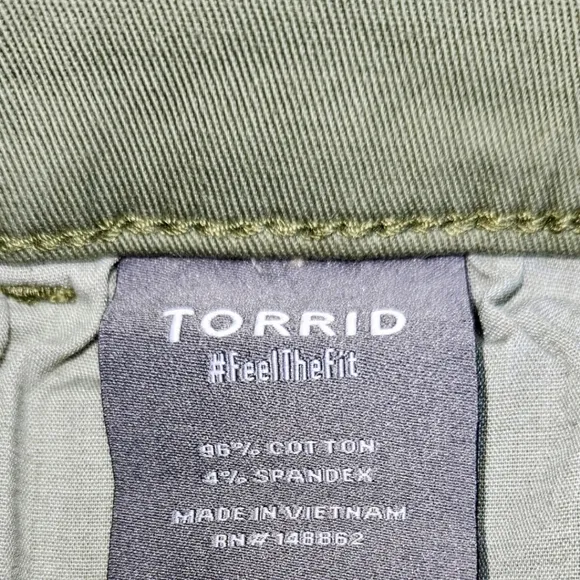 TORRID
#FeelTheFit
96% COTTON
4% SPANDEX
MADE IN VIETNAM
RN# 148862